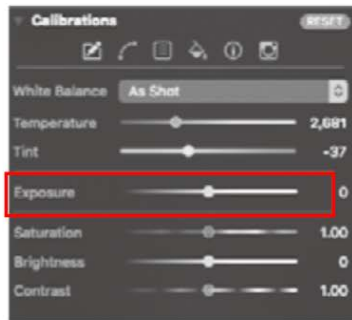 Calibrations RESET
White Balance As Shot
Temperature 2,681
Tint -37
Exposure 0
Saturation 1.00
Brightness 0
Contrast 1.00